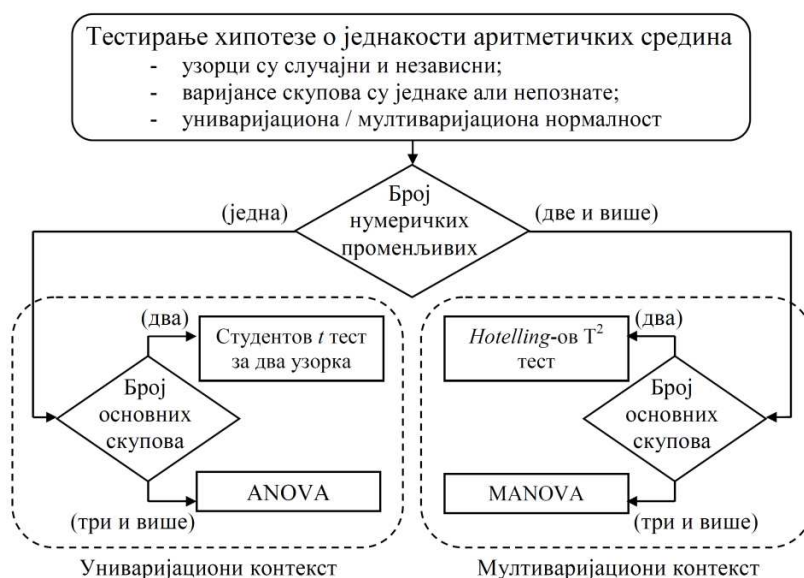 Тестирање хипотезе о једнакости аритметичких средина
- узорци су случајни и независни;
- варијансе скупова су једнаке али непознате;
- униваријациона / мултиваријациона нормалност
Број
нумеричких
променљивих
(једна)
(две и више)
(два)
Студентов t тест
за два узорка
Број
основних
скупова
ANOVA
(три и више)
Униваријациони контекст
(два)
Hotelling-ов T²
тест
Број
основних
скупова
MANOVA
(три и више)
Мултиваријациони контекст